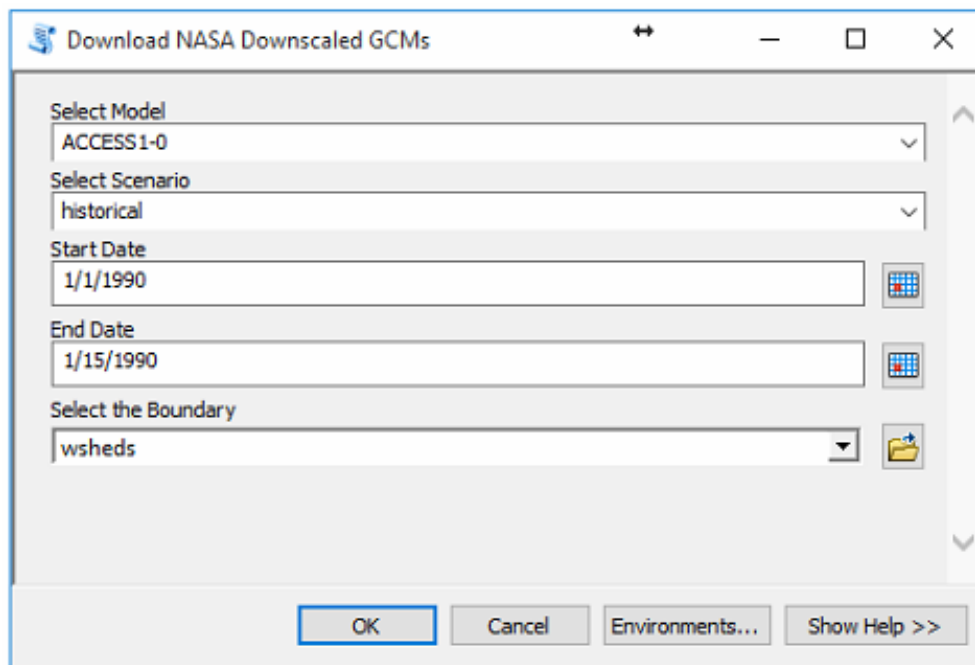 Download NASA Downscaled GCMs
Select Model
ACCESS1-0
Select Scenario
historical
Start Date
1/1/1990
End Date
1/15/1990
Select the Boundary
wsheds
OK Cancel Environments... Show Help >>